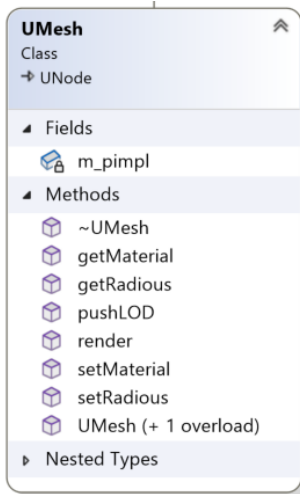 UMesh
Class
UNode
Fields
m_pimpl
Methods
~UMesh
getMaterial
getRadious
pushLOD
render
setMaterial
setRadious
UMesh (+ 1 overload)
Nested Types